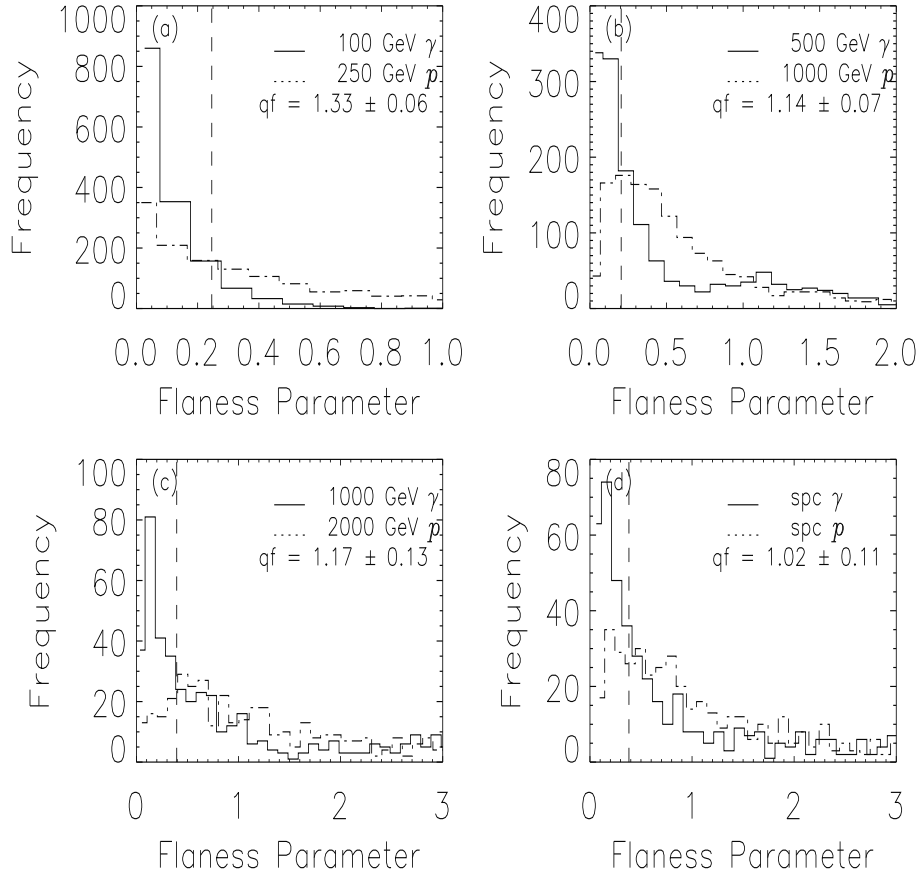 (a)
100 GeV γ
250 GeV p
qf = 1.33 ± 0.06
Frequency
1000
800
600
400
200
0
0.0 0.2 0.4 0.6 0.8 1.0
Flaness Parameter
(b)
500 GeV γ
1000 GeV p
qf = 1.14 ± 0.07
Frequency
400
300
200
100
0
0.0 0.5 1.0 1.5 2.0
Flaness Parameter
(c)
1000 GeV γ
2000 GeV p
qf = 1.17 ± 0.13
Frequency
100
80
60
40
20
0
0 1 2 3
Flaness Parameter
(d)
spc γ
spc p
qf = 1.02 ± 0.11
Frequency
80
60
40
20
0
0 1 2 3
Flaness Parameter